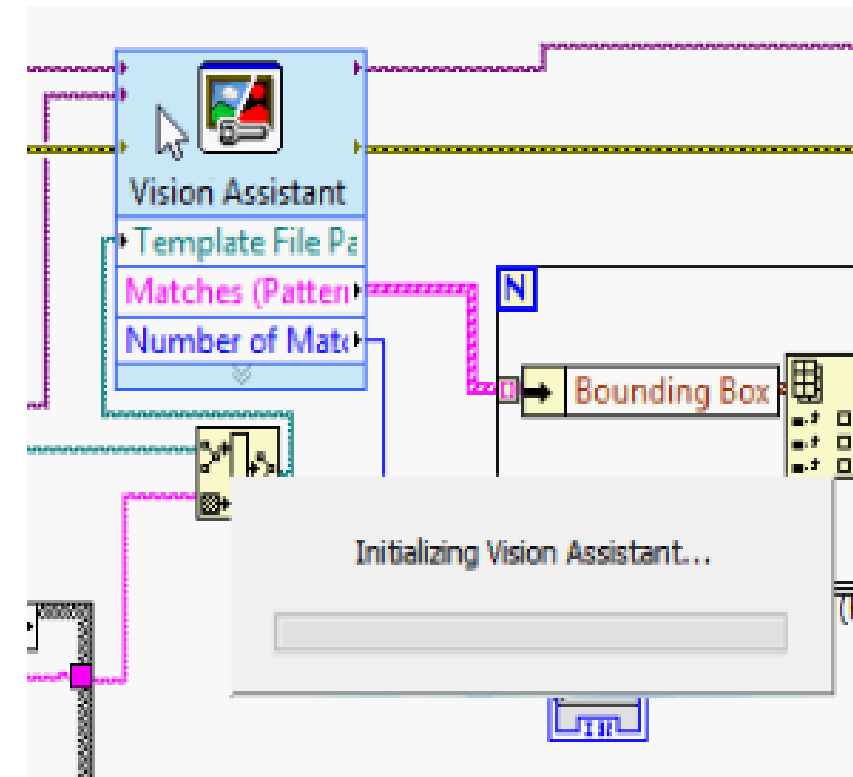 Vision Assistant
Template File Pa
Matches (Pattern
Number of Matc
N
Bounding Box
Initializing Vision Assistant...